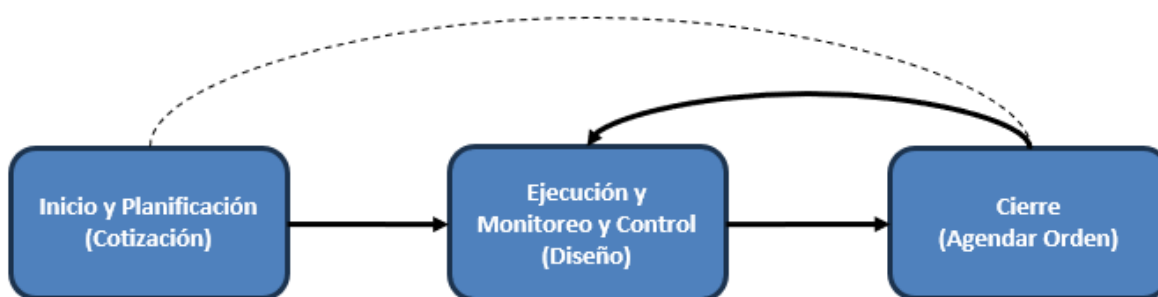 Inicio y Planificación
(Cotización)
Ejecución y
Monitoreo y Control
(Diseño)
Cierre
(Agendar Orden)